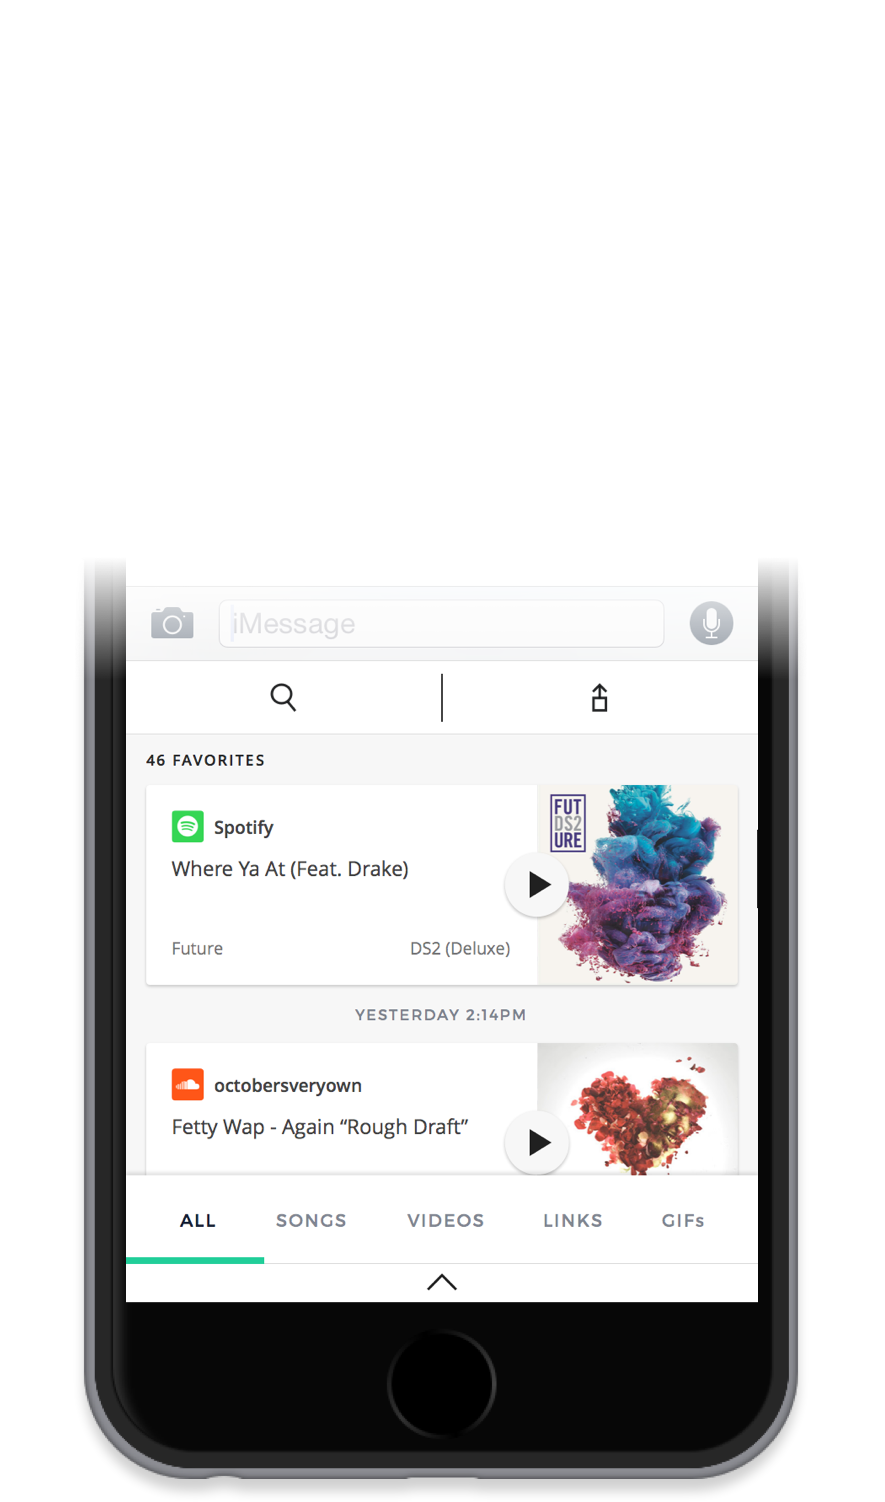 iMessage
46 FAVORITES
Spotify
FUT
DS2
URE
Where Ya At (Feat. Drake)
Future DS2 (Deluxe)
YESTERDAY 2:14PM
octobersveryown
Fetty Wap - Again “Rough Draft”
ALL SONGS VIDEOS LINKS GIFs